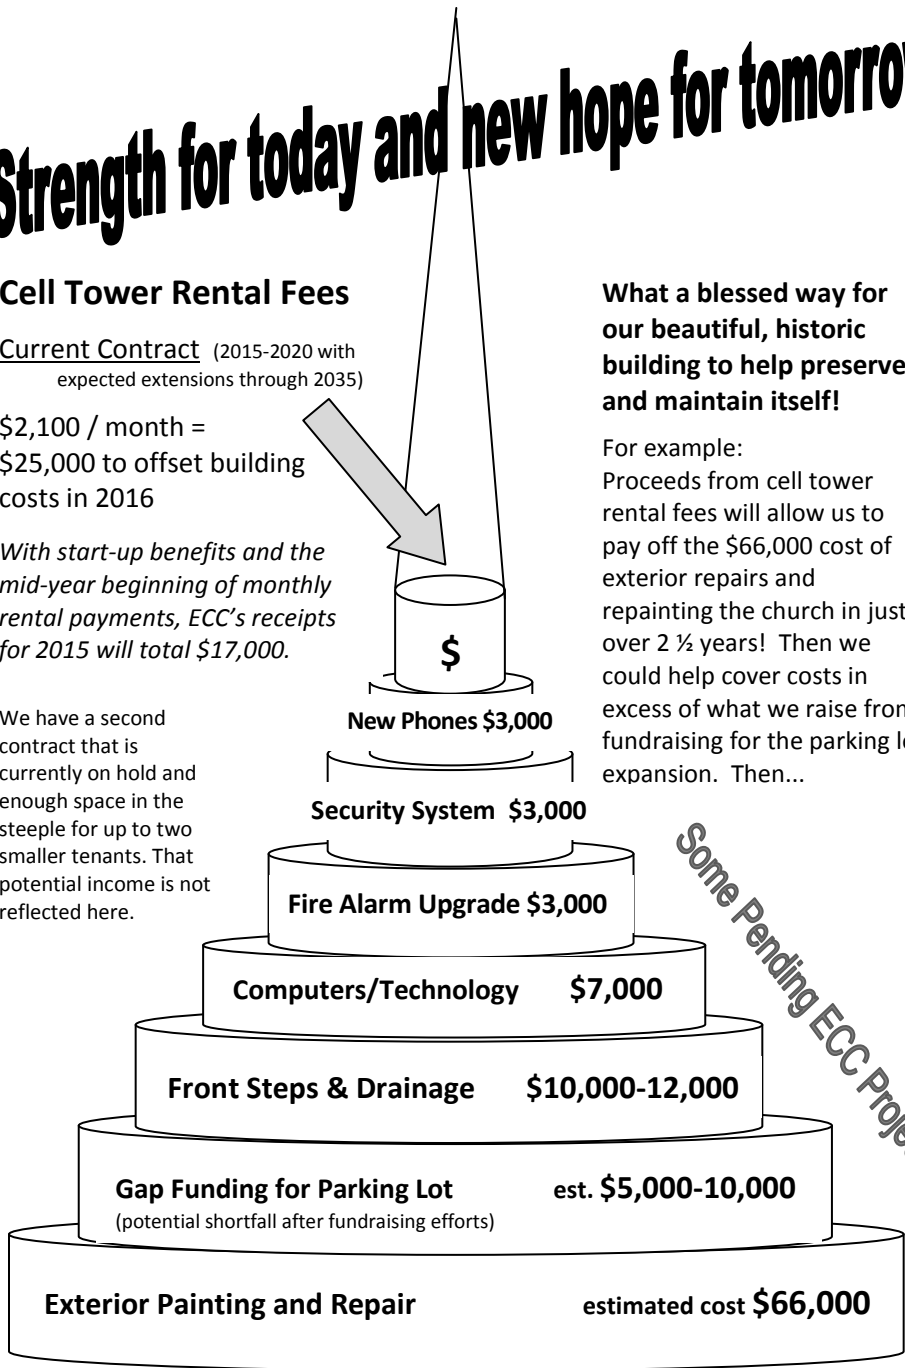 Strength for today and new hope for tomorrow
Cell Tower Rental Fees
Current Contract (2015-2020 with
expected extensions through 2035)
$2,100 / month =
$25,000 to offset building
costs in 2016
With start-up benefits and the
mid-year beginning of monthly
rental payments, ECC’s receipts
for 2015 will total $17,000.
We have a second
contract that is
currently on hold and
enough space in the
steeple for up to two
smaller tenants. That
potential income is not
reflected here.
What a blessed way for
our beautiful, historic
building to help preserve
and maintain itself!
For example:
Proceeds from cell tower
rental fees will allow us to
pay off the $66,000 cost of
exterior repairs and
repainting the church in just
over 2 ½ years! Then we
could help cover costs in
excess of what we raise from
fundraising for the parking lo
expansion. Then...
$
New Phones $3,000
Security System $3,000
Fire Alarm Upgrade $3,000
Computers/Technology $7,000
Front Steps & Drainage $10,000-12,000
Gap Funding for Parking Lot est. $5,000-10,000
(potential shortfall after fundraising efforts)
Exterior Painting and Repair estimated cost $66,000
Some Pending ECC Proje